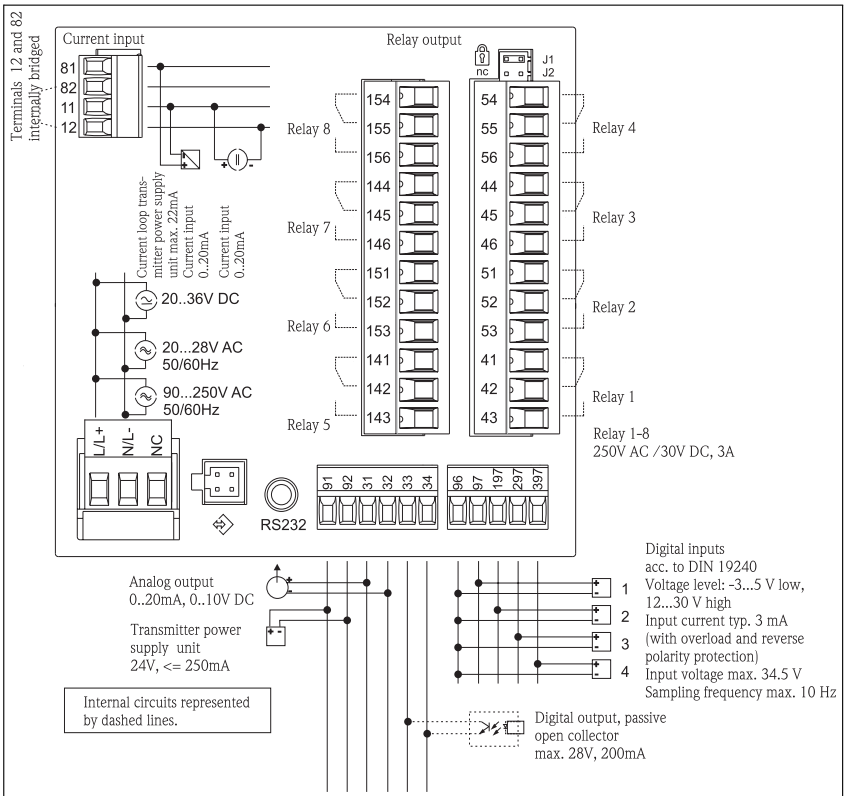 Terminals 12 and 82
internally bridged
Current input
81
82
11
12
Current loop trans-
mitter power supply
unit max. 22mA
Current input
0..20mA
Current input
0..20mA
+
-
+ -
Relay output
nc
J1
J2
154
155
156
144
145
146
151
152
153
141
142
143
Relay 8
Relay 7
Relay 6
Relay 5
54
55
56
44
45
46
51
52
53
41
42
43
Relay 4
Relay 3
Relay 2
Relay 1
Relay 1-8
250V AC /30V DC, 3A
20..36V DC
20...28V AC
50/60Hz
90...250V AC
50/60Hz
L/L+
N/L-
NC
RS232
91
92
31
32
33
34
96
97
197
297
397
Analog output
0..20mA, 0..10V DC
+
-
Transmitter power
supply unit
24V, <= 250mA
+ -
Internal circuits represented
by dashed lines.
+
- 1
+
- 2
+
- 3
+
- 4
Digital inputs
acc. to DIN 19240
Voltage level: -3...5 V low,
12...30 V high
Input current typ. 3 mA
(with overload and reverse
polarity protection)
Input voltage max. 34.5 V
Sampling frequency max. 10 Hz
Digital output, passive
open collector
max. 28V, 200mA